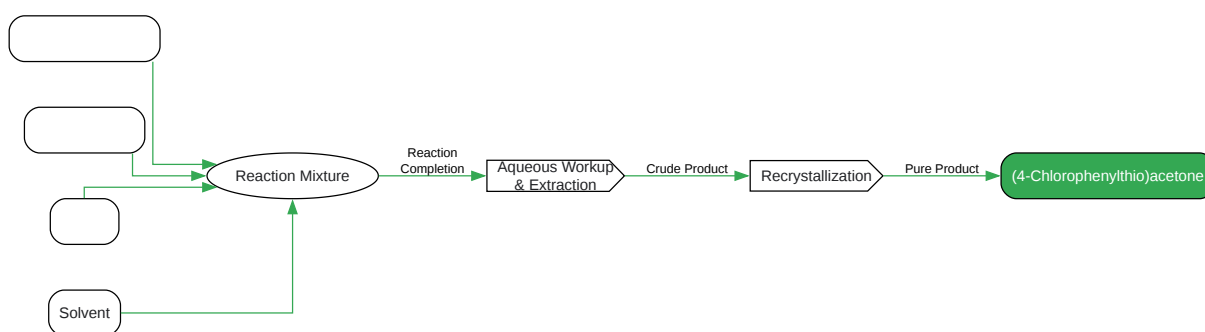 Reaction Mixture
Reaction
Completion
Aqueous Workup
& Extraction
Crude Product
Recrystallization
Pure Product
(4-Chlorophenylthio)acetone
Solvent